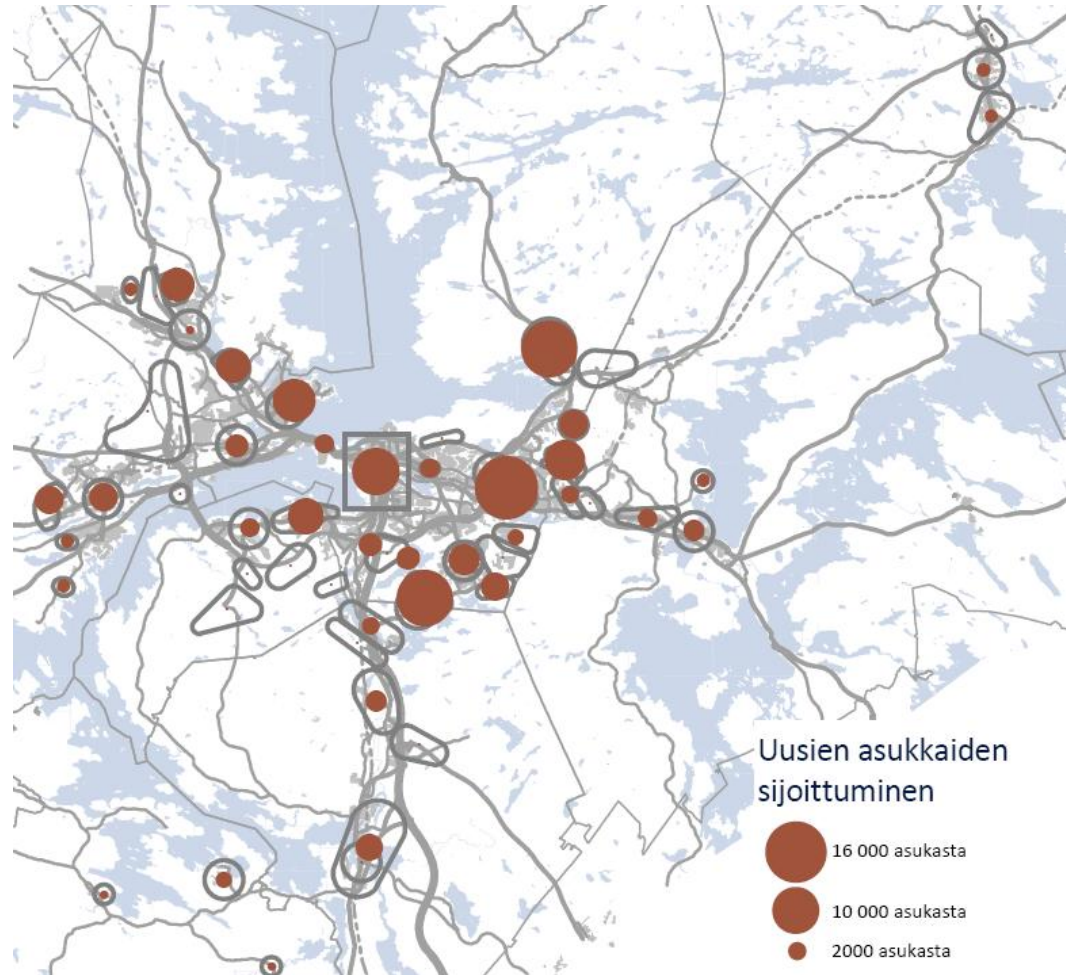 Uusien asukkaiden
sijoittuminen
16 000 asukasta
10 000 asukasta
2000 asukasta